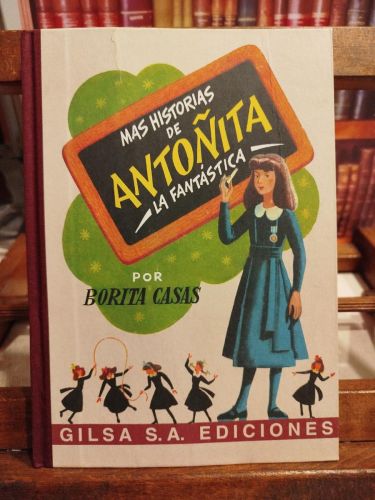 MAS HISTORIAS
DE
ANTOÑITA
LA FANTÁSTICA
POR
BORITA CASAS
GILSA S.A. EDICIONES